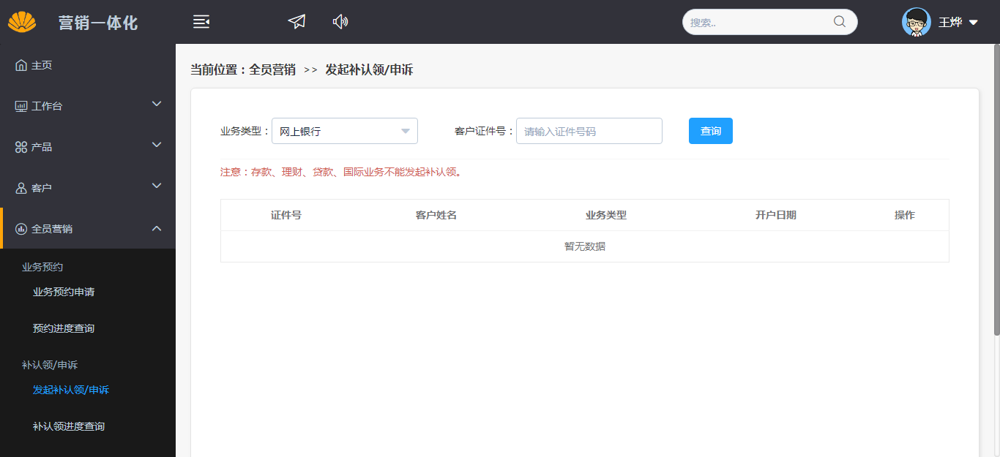 营销一体化
搜索..
王烨
主页
工作台
产品
客户
全员营销
业务预约
业务预约申请
预约进度查询
补认领/申诉
发起补认领/申诉
补认领进度查询
当前位置：全员营销 >> 发起补认领/申诉
业务类型： 网上银行 客户证件号： 请输入证件号码 查询
注意：存款、理财、贷款、国际业务不能发起补认领。
证件号 客户姓名 业务类型 开户日期 操作
暂无数据